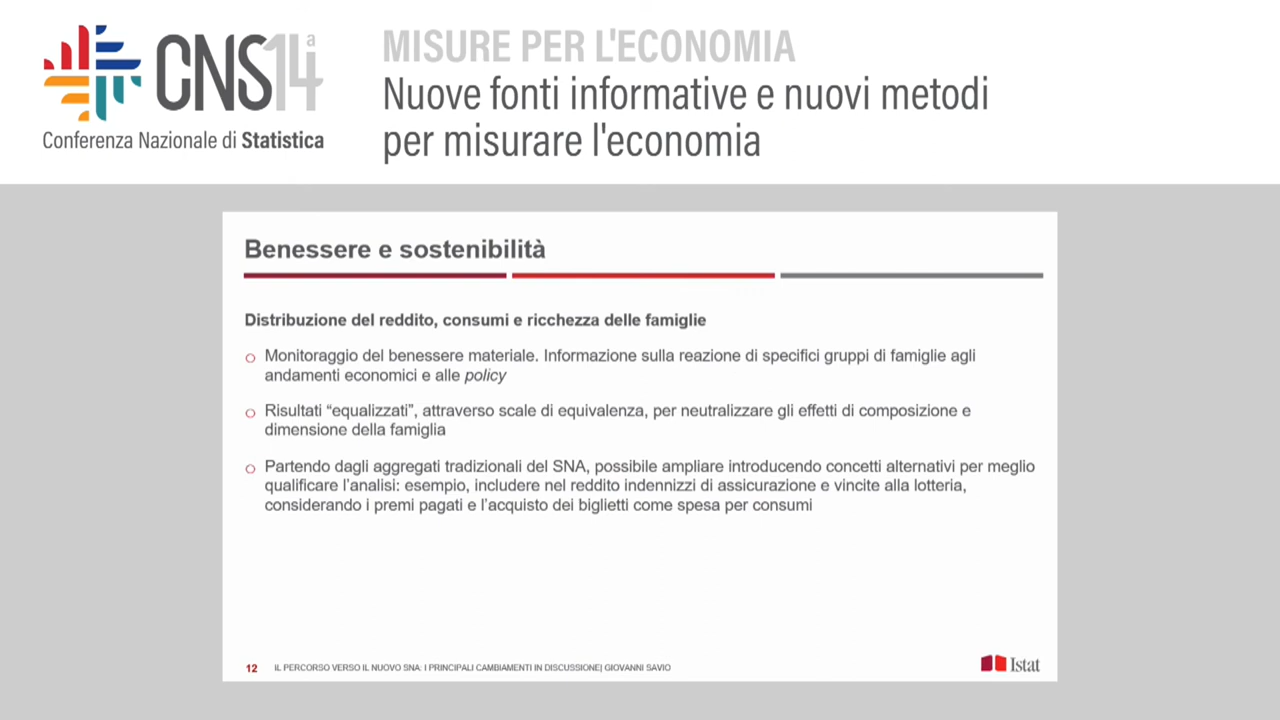 CNS14a
Conferenza Nazionale di Statistica
MISURE PER L'ECONOMIA
Nuove fonti informative e nuovi metodi
per misurare l'economia
Benessere e sostenibilità
Distribuzione del reddito, consumi e ricchezza delle famiglie
Monitoraggio del benessere materiale. Informazione sulla reazione di specifici gruppi di famiglie agli
andamenti economici e alle policy
Risultati “equalizzati”, attraverso scale di equivalenza, per neutralizzare gli effetti di composizione e
dimensione della famiglia
Partendo dagli aggregati tradizionali del SNA, possibile ampliare introducendo concetti alternativi per meglio
qualificare l’analisi: esempio, includere nel reddito indennizzi di assicurazione e vincite alla lotteria,
considerando i premi pagati e l’acquisto dei biglietti come spesa per consumi
12 IL PERCORSO VERSO IL NUOVO SNA: I PRINCIPALI CAMBIAMENTI IN DISCUSSIONE| GIOVANNI SAVIO
Istat